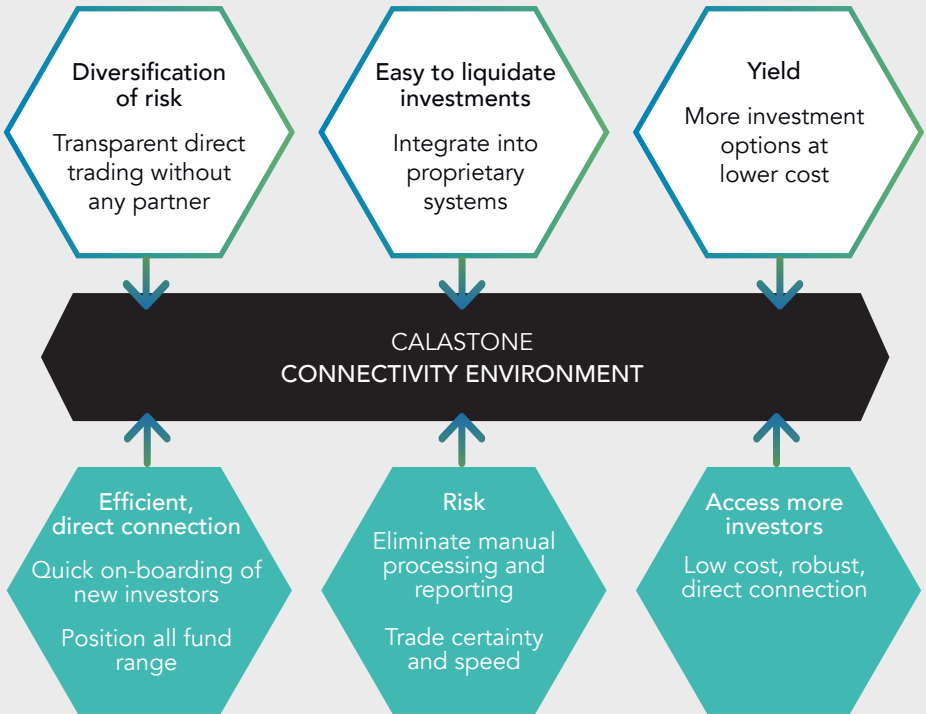 Diversification
of risk
Transparent direct
trading without
any partner
Easy to liquidate
investments
Integrate into
proprietary
systems
Yield
More investment
options at
lower cost
CALASTONE
CONNECTIVITY ENVIRONMENT
Efficient,
direct connection
Quick on-boarding of
new investors
Position all fund
range
Risk
Eliminate manual
processing and
reporting
Trade certainty
and speed
Access more
investors
Low cost, robust,
direct connection